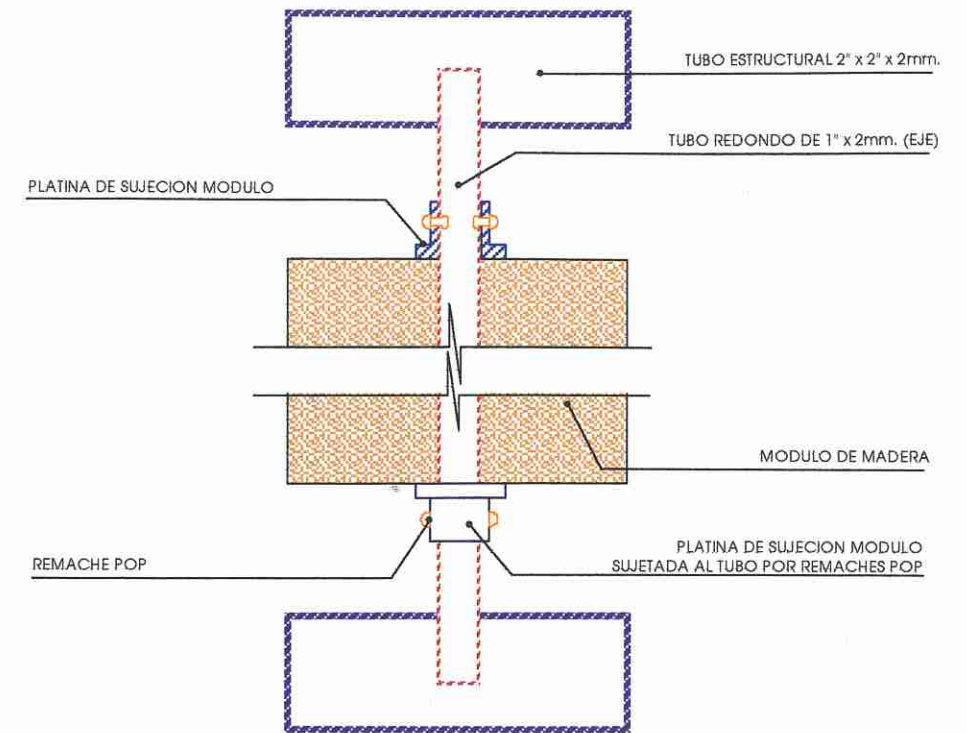 TUBO ESTRUCTURAL 2" x 2" x 2mm.
TUBO REDONDO DE 1" x 2mm. (EJE)
PLATINA DE SUJECION MODULO
MODULO DE MADERA
REMACHE POP
PLATINA DE SUJECION MODULO
SUJETADA AL TUBO POR REMACHES POP